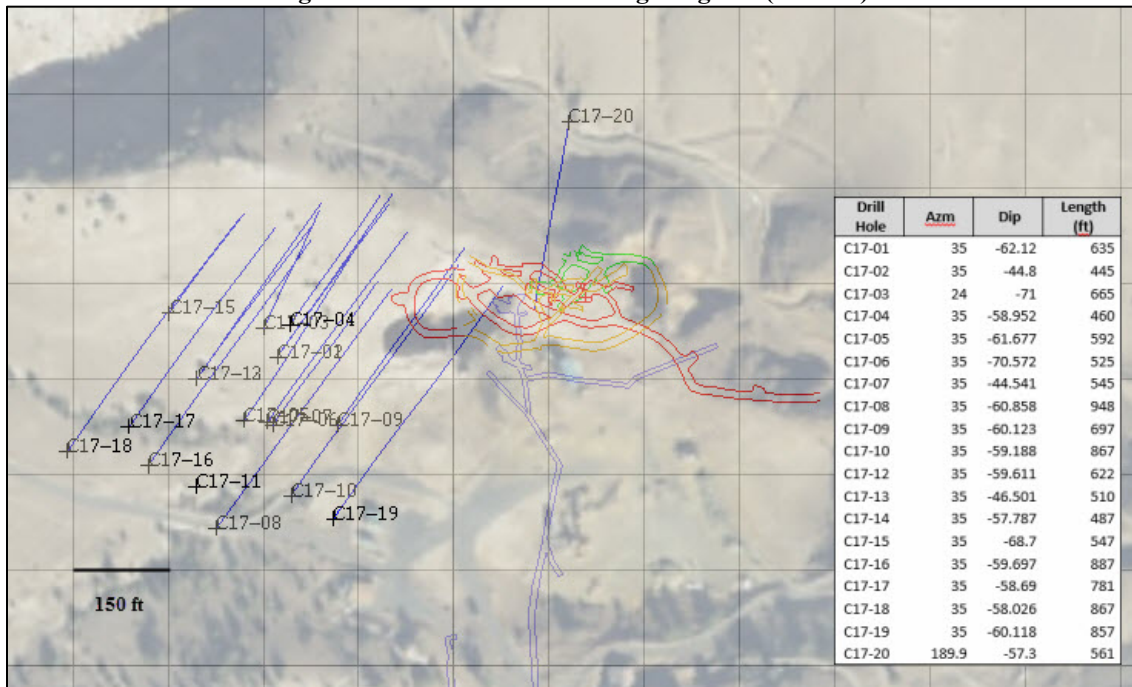 C17-20
C17-15
C17-04
C17-17
C17-18
C17-16
C17-11
C17-09
C17-10
C17-08
C17-19
150 ft
Drill Hole Azm Dip Length (ft)
C17-01 35 -62.12 635
C17-02 35 -44.8 445
C17-03 24 -71 665
C17-04 35 -58.952 460
C17-05 35 -61.677 592
C17-06 35 -70.572 525
C17-07 35 -44.541 545
C17-08 35 -60.858 948
C17-09 35 -60.123 697
C17-10 35 -59.188 867
C17-12 35 -59.611 622
C17-13 35 -46.501 510
C17-14 35 -57.787 487
C17-15 35 -68.7 547
C17-16 35 -59.697 887
C17-17 35 -58.69 781
C17-18 35 -58.026 867
C17-19 35 -60.118 857
C17-20 189.9 -57.3 561